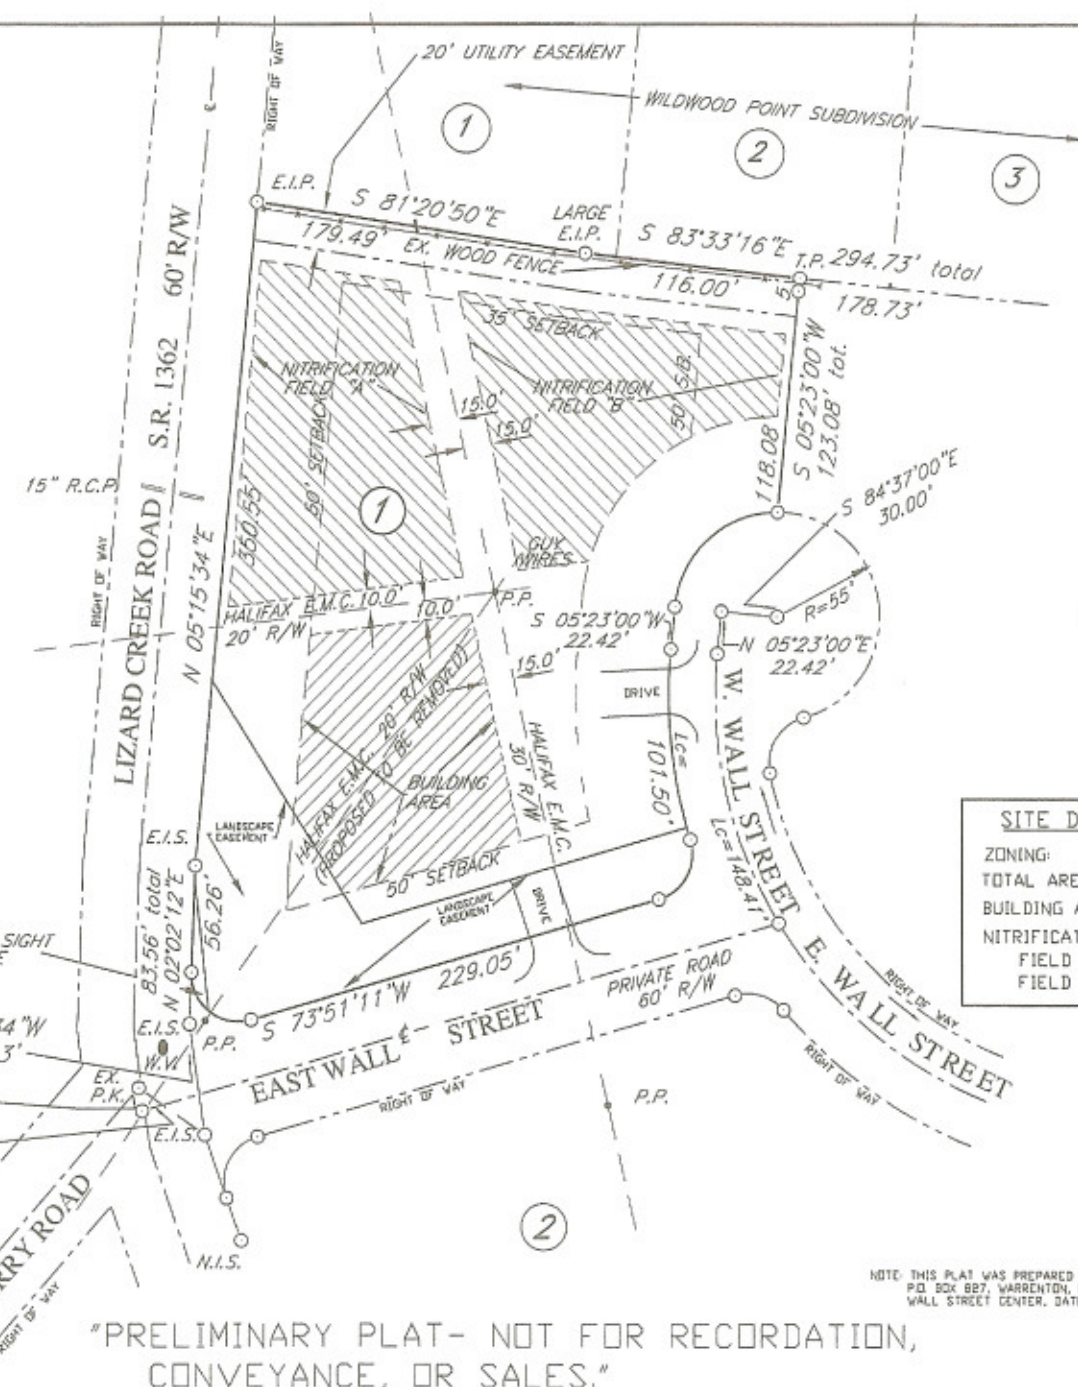 20' UTILITY EASEMENT
RIGHT OF WAY
℄
WILDWOOD POINT SUBDIVISION
1
2
3
E.I.P.
S 81°20'50"E
LARGE
E.I.P.
S 83°33'16"E
T.P. 294.73' total
179.49'
EX. WOOD FENCE
116.00'
5
178.73'
60' R/W
S.R. 1362
LIZARD CREEK ROAD
35' SETBACK
NITRIFICATION
FIELD "A"
NITRIFICATION
FIELD "B"
50' S.B.
50' SETBACK
15.0'
15.0'
118.08
S 05°23'00"W
123.08' tot.
S 84°37'00"E
30.00'
15" R.C.P.
RIGHT OF WAY
N 05°15'34"E
350.55'
1
GUY
WIRES
P.P.
HALIFAX E.M.C. 10.0'
10.0'
20' R/W
S 05°23'00"W
22.42'
R=55'
N 05°23'00"E
22.42'
15.0'
DRIVE
W. WALL STREET
HALIFAX E.M.C. 20' R/W
(PROPOSED TO BE REMOVED)
BUILDING
AREA
HALIFAX E.M.C.
30' R/W
Lc=
101.50'
Lc=148.47'
LANDSCAPE
EASEMENT
E.I.S.
50' SETBACK
LANDSCAPE
EASEMENT
DRIVE
SITE D
ZONING:
TOTAL ARE
BUILDING A
NITRIFICAT
FIELD
FIELD
83.56' total
N 02°02'12"E
56.26'
SIGHT
E
S 73°51'11"W
229.05'
PRIVATE ROAD
60' R/W
E. WALL STREET
RIGHT OF WAY
RIGHT OF WAY
4"W
3'
E.I.S.
W.V.
P.P.
EX.
P.K.
EAST WALL ℄ STREET
RIGHT OF WAY
P.P.
E.I.S.
RRY ROAD
RIGHT OF WAY
N.I.S.
2
NOTE: THIS PLAT WAS PREPARED
P.O. BOX 827, WARRENTON,
WALL STREET CENTER, DAT
"PRELIMINARY PLAT- NOT FOR RECORDATION,
CONVEYANCE, OR SALES."